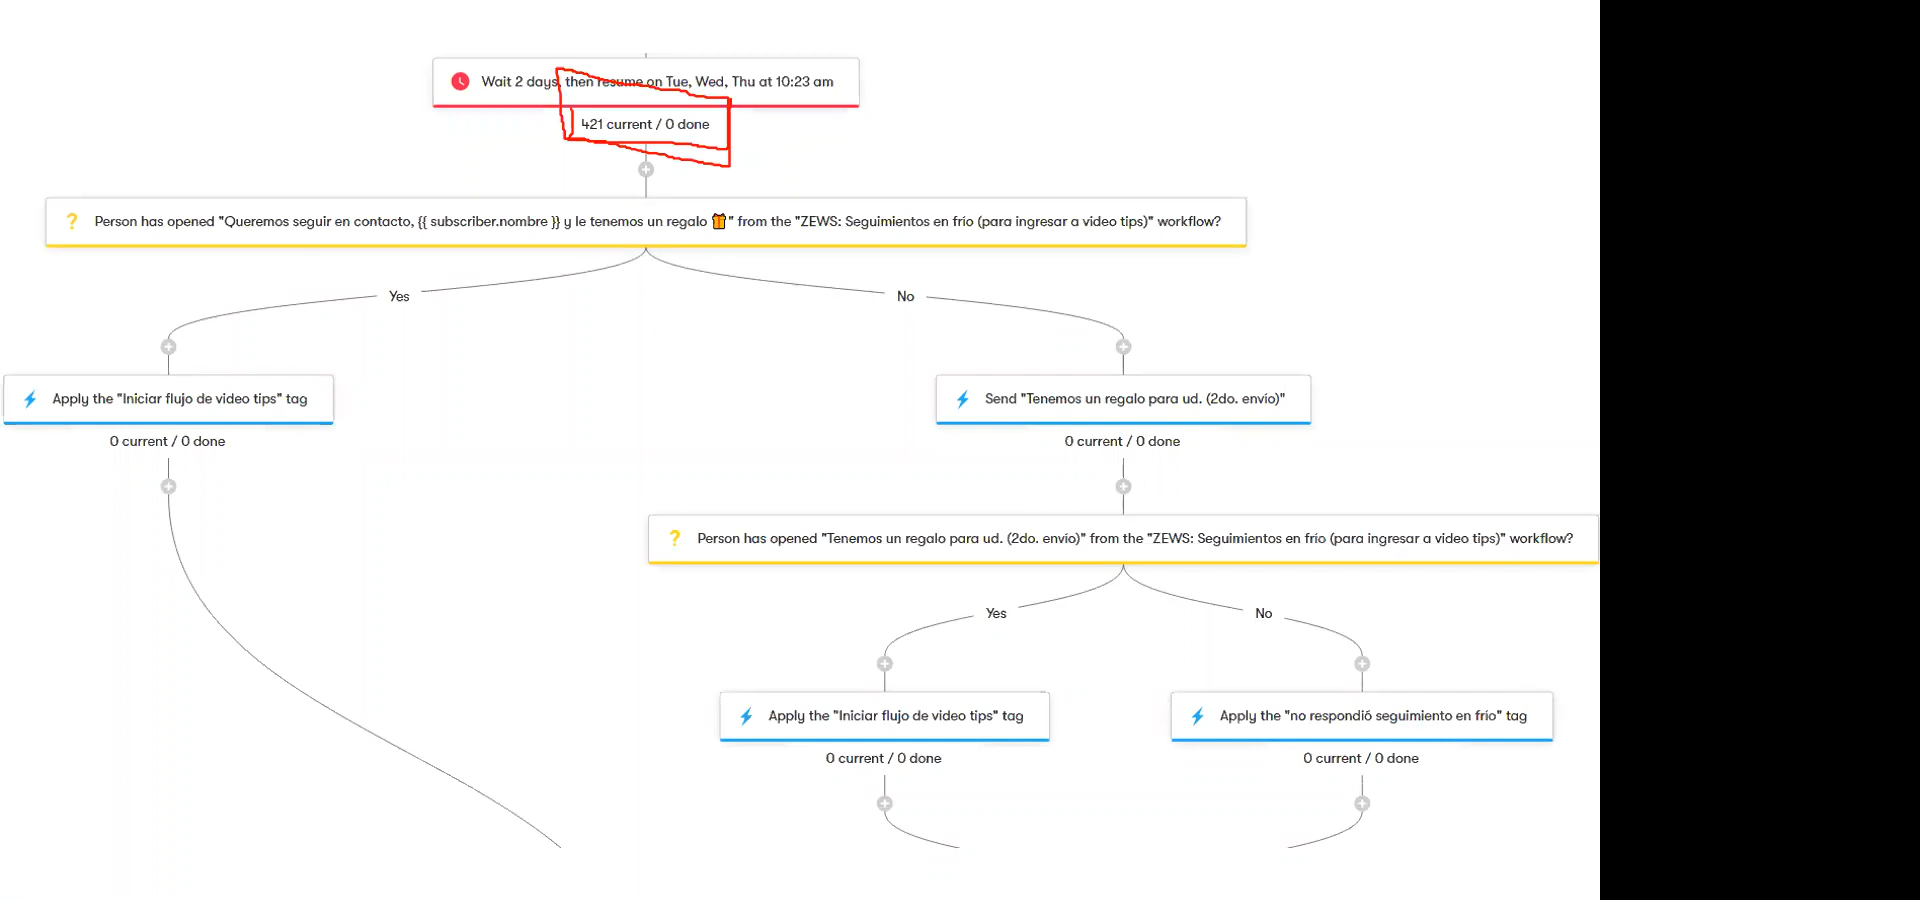 Wait 2 days, then resume on Tue, Wed, Thu at 10:23 am
421 current / 0 done
? Person has opened "Queremos seguir en contacto, {{ subscriber.nombre }} y le tenemos un regalo 🎁" from the "ZEWS: Seguimientos en frío (para ingresar a video tips)" workflow?
Yes
No
Apply the "Iniciar flujo de video tips" tag
0 current / 0 done
Send "Tenemos un regalo para ud. (2do. envío)"
0 current / 0 done
? Person has opened "Tenemos un regalo para ud. (2do. envío)" from the "ZEWS: Seguimientos en frío (para ingresar a video tips)" workflow?
Yes
No
Apply the "Iniciar flujo de video tips" tag
0 current / 0 done
Apply the "no respondió seguimiento en frío" tag
0 current / 0 done